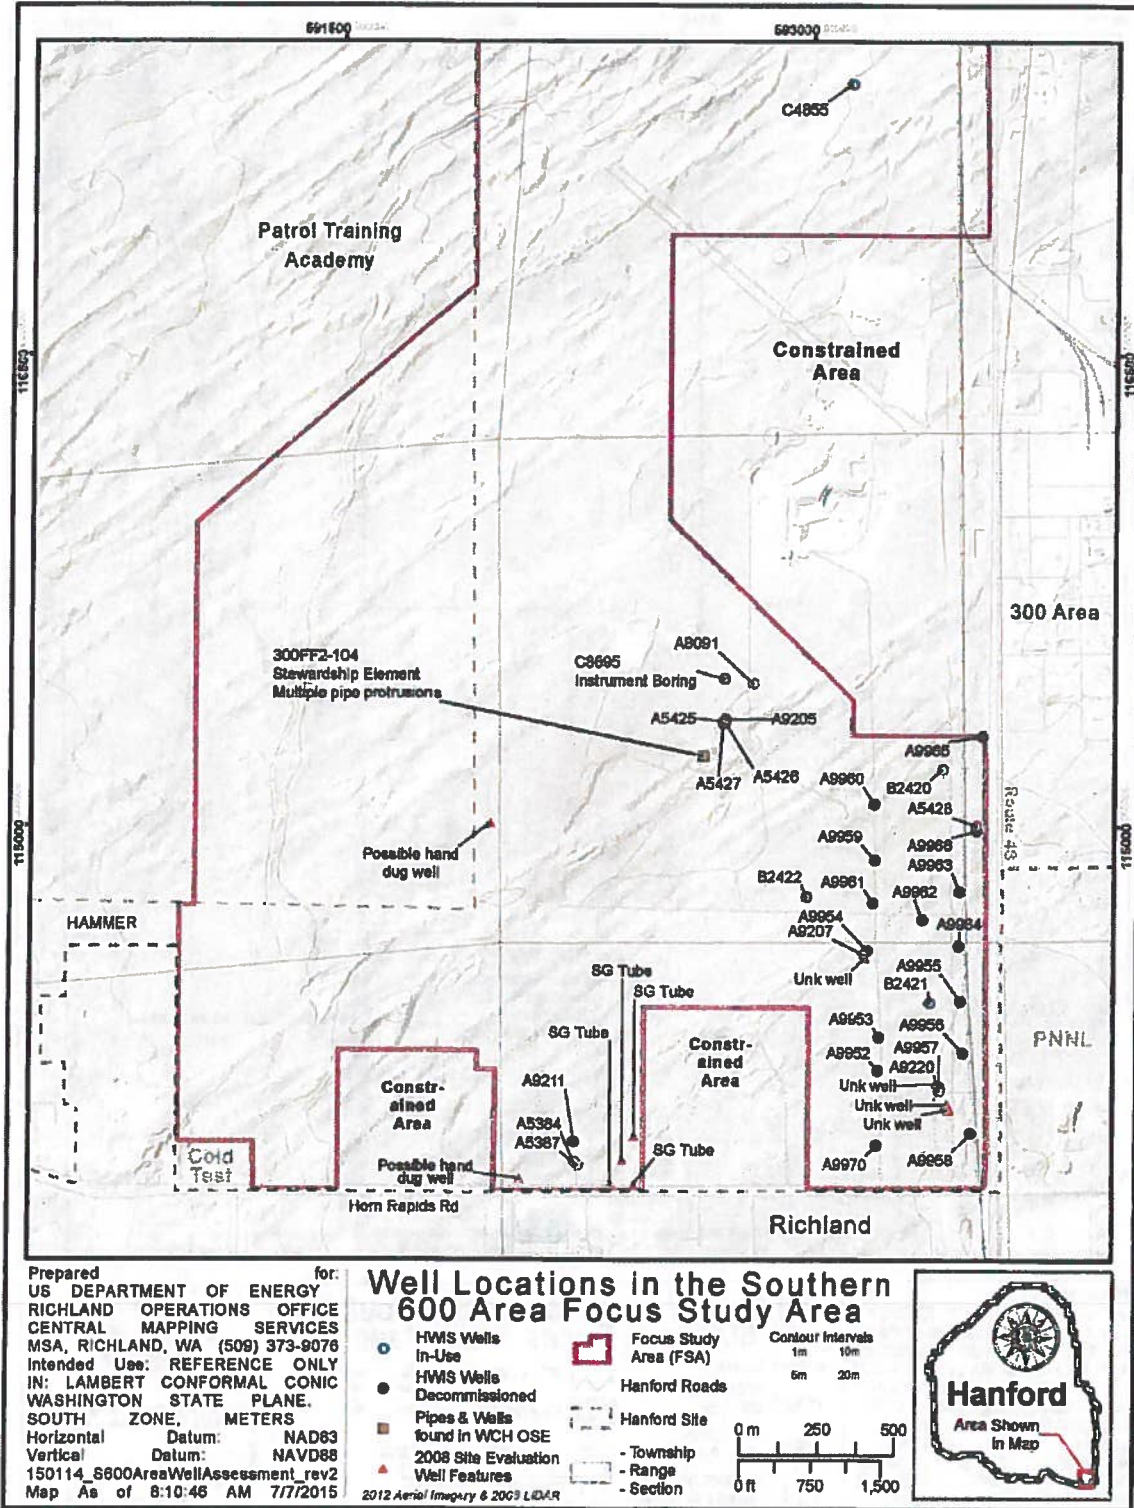 591500
593000
C4855
Patrol Training
Academy
116500
116500
Constrained
Area
300 Area
A8091
C8695
Instrument Boring
300FF2-104
Stewardship Element
Multiple pipe protrusions
A5425
A9205
A5427
A5426
A9965
B2420
A9960
A5428
A9966
Route 4S
115000
115000
Possible hand
dug well
A9959
A9963
B2422
A9961
A9962
A9954
A9207
A9964
Unk well
HAMMER
SG Tube
SG Tube
SG Tube
A9955
B2421
A9953
A9956
A9952
A9957
A9220
Unk well
Unk well
Unk well
PNNL
Constr-
ained
Area
Constr-
ained
Area
A9211
A5384
A5387
SG Tube
A9970
A9958
Cold
Test
Possible hand
dug well
Horn Rapids Rd
Richland
Prepared for:
US DEPARTMENT OF ENERGY
RICHLAND OPERATIONS OFFICE
CENTRAL MAPPING SERVICES
MSA, RICHLAND, WA (509) 373-9076
Intended Use: REFERENCE ONLY
IN: LAMBERT CONFORMAL CONIC
WASHINGTON STATE PLANE.
SOUTH ZONE, METERS
Horizontal Datum: NAD83
Vertical Datum: NAVD88
150114_S600AreaWellAssessment_rev2
Map As of 8:10:46 AM 7/7/2015
Well Locations in the Southern
600 Area Focus Study Area
HWIS Wells
In-Use
HWIS Wells
Decommissioned
Pipes & Wells
found in WCH OSE
2008 Site Evaluation
Well Features
2012 Aerial Imagery & 2008 LiDAR
Focus Study
Area (FSA)
Hanford Roads
Hanford Site
- Township
- Range
- Section
Contour Intervals
1m 10m
5m 20m
0 m 250 500
0 ft 750 1,500
Hanford
Area Shown
In Map